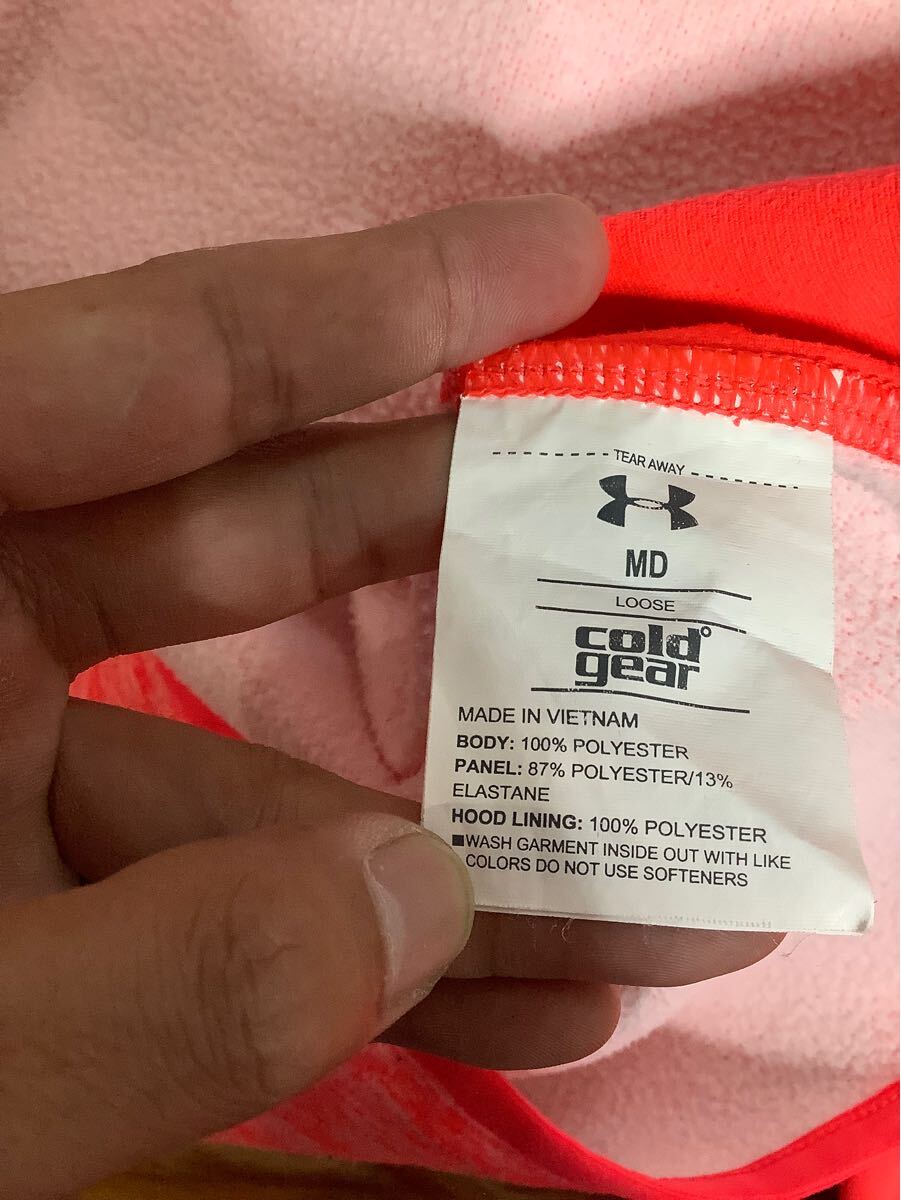 TEAR AWAY
MD
LOOSE
cold°
gear
MADE IN VIETNAM
BODY: 100% POLYESTER
PANEL: 87% POLYESTER/13%
ELASTANE
HOOD LINING: 100% POLYESTER
■WASH GARMENT INSIDE OUT WITH LIKE
COLORS DO NOT USE SOFTENERS